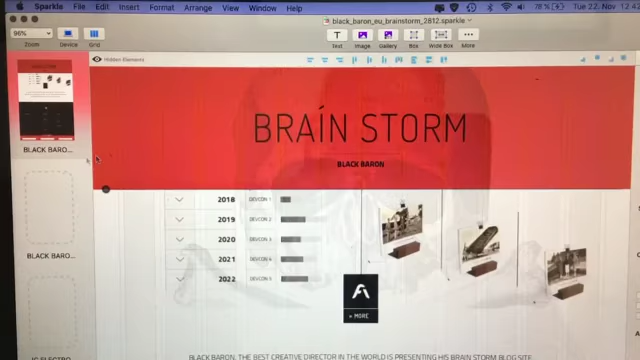 Sparkle File Edit Insert Format Arrange View Window Help 78 % Tue 22. Nov 12:42
black_baron_eu_brainstorm_2812.sparkle
96%
Zoom Device Grid Text Image Gallery Box Wide Box More
Hidden Elements
BRAÍN STORM
BLACK BARON
BLACK BARO...
2018 DEVCON 1
2019 DEVCON 2
2020 DEVCON 3
2021 DEVCON 4
2022 DEVCON 5
BLACK BARO...
+ MORE
BLACK BARON, THE BEST CREATIVE DIRECTOR IN THE WORLD IS PRESENTING HIS BRAIN STORM BLOG SITE.